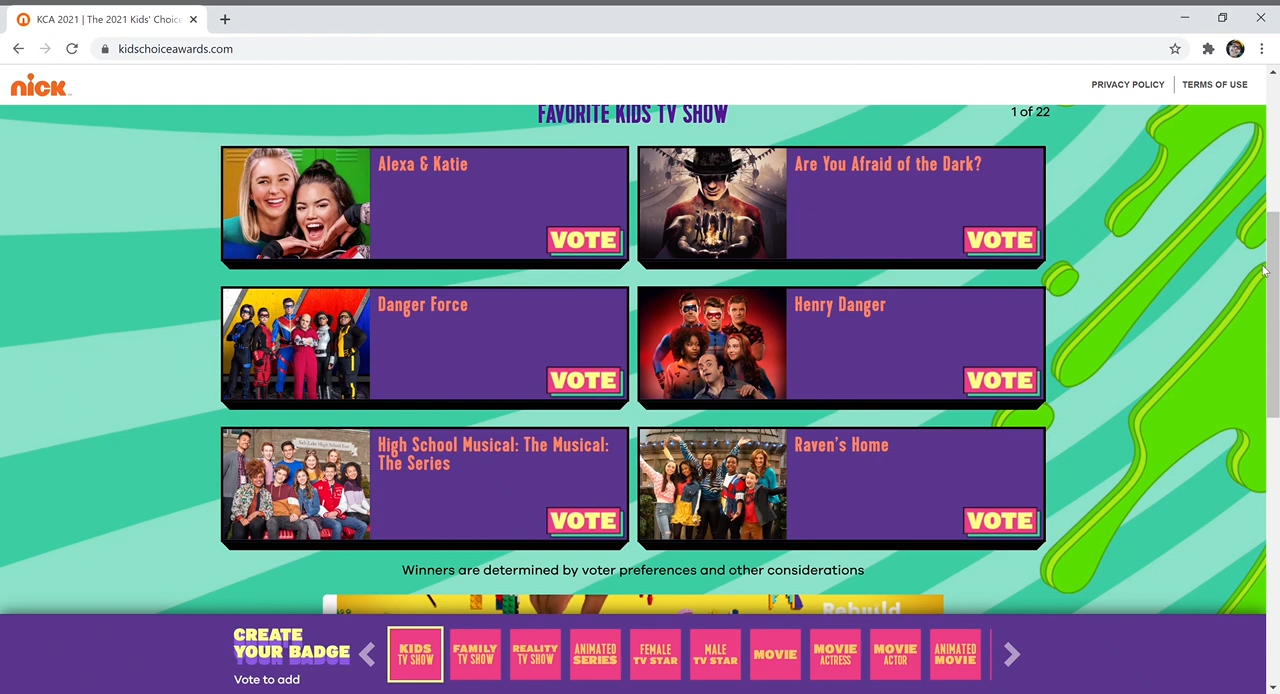 KCA 2021 | The 2021 Kids' Choice
kidschoiceawards.com
nick
PRIVACY POLICY
TERMS OF USE
FAVORITE KIDS TV SHOW
1 of 22
Alexa & Katie
VOTE
Are You Afraid of the Dark?
VOTE
Danger Force
VOTE
Henry Danger
VOTE
High School Musical: The Musical:
The Series
VOTE
Raven's Home
VOTE
Winners are determined by voter preferences and other considerations
Rebuild
CREATE
YOUR BADGE
Vote to add
KIDS
TV SHOW
FAMILY
TV SHOW
REALITY
TV SHOW
ANIMATED
SERIES
FEMALE
TV STAR
MALE
TV STAR
MOVIE
MOVIE
ACTRESS
MOVIE
ACTOR
ANIMATED
MOVIE